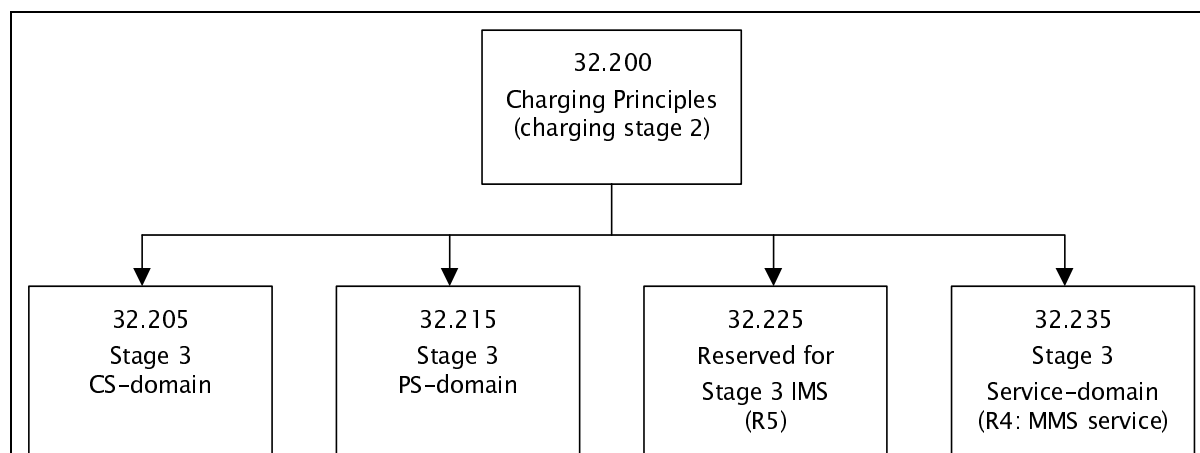 32.200
Charging Principles
(charging stage 2)
32.205
Stage 3
CS-domain
32.215
Stage 3
PS-domain
32.225
Reserved for
Stage 3 IMS
(R5)
32.235
Stage 3
Service-domain
(R4: MMS service)